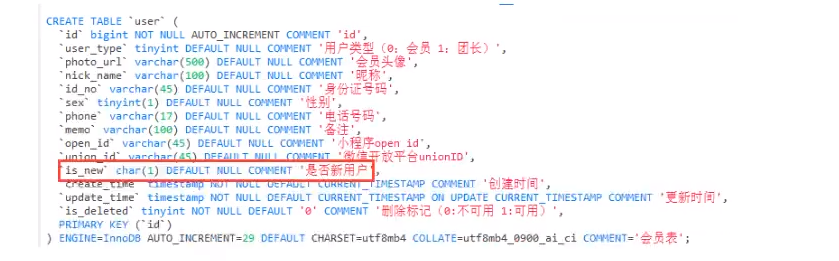 CREATE TABLE `user` (
`id` bigint NOT NULL AUTO_INCREMENT COMMENT 'id',
`user_type` tinyint DEFAULT NULL COMMENT '用户类型（0：会员 1：团长）',
`photo_url` varchar(500) DEFAULT NULL COMMENT '会员头像',
`nick_name` varchar(100) DEFAULT NULL COMMENT '昵称',
`id_no` varchar(45) DEFAULT NULL COMMENT '身份证号码',
`sex` tinyint(1) DEFAULT NULL COMMENT '性别',
`phone` varchar(17) DEFAULT NULL COMMENT '电话号码',
`memo` varchar(100) DEFAULT NULL COMMENT '备注',
`open_id` varchar(45) DEFAULT NULL COMMENT '小程序open id',
`union_id` varchar(45) DEFAULT NULL COMMENT '微信开放平台unionID',
`is_new` char(1) DEFAULT NULL COMMENT '是否新用户',
`create_time` timestamp NOT NULL DEFAULT CURRENT_TIMESTAMP COMMENT '创建时间',
`update_time` timestamp NOT NULL DEFAULT CURRENT_TIMESTAMP ON UPDATE CURRENT_TIMESTAMP COMMENT '更新时间',
`is_deleted` tinyint NOT NULL DEFAULT '0' COMMENT '删除标记（0:不可用 1:可用）',
PRIMARY KEY (`id`)
) ENGINE=InnoDB AUTO_INCREMENT=29 DEFAULT CHARSET=utf8mb4 COLLATE=utf8mb4_0900_ai_ci COMMENT='会员表';